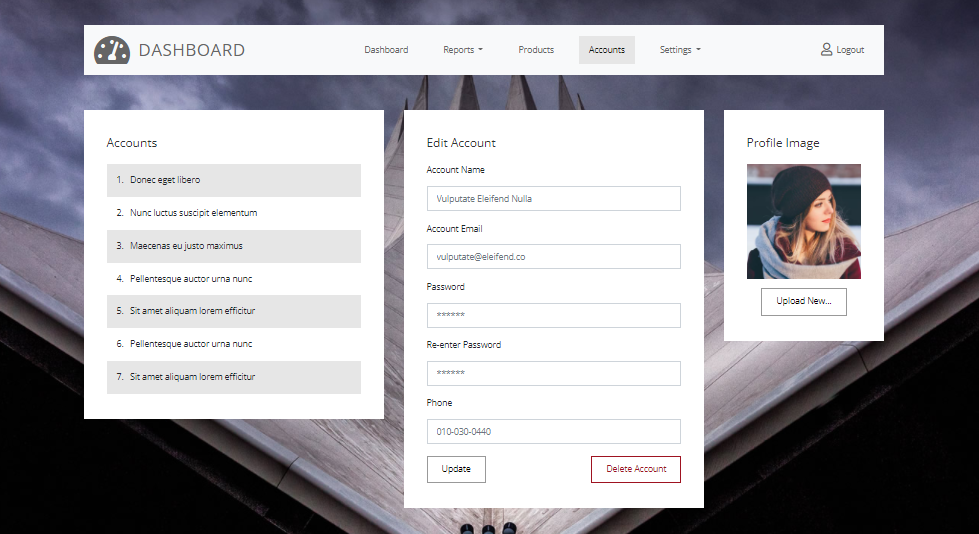 DASHBOARD
Dashboard
Reports
Products
Accounts
Settings
Logout
Accounts
1. Donec eget libero
2. Nunc luctus suscipit elementum
3. Maecenas eu justo maximus
4. Pellentesque auctor urna nunc
5. Sit amet aliquam lorem efficitur
6. Pellentesque auctor urna nunc
7. Sit amet aliquam lorem efficitur
Edit Account
Account Name
Vulputate Eleifend Nulla
Account Email
vulputate@eleifend.co
Password
******
Re-enter Password
******
Phone
010-030-0440
Update
Delete Account
Profile Image
Upload New...